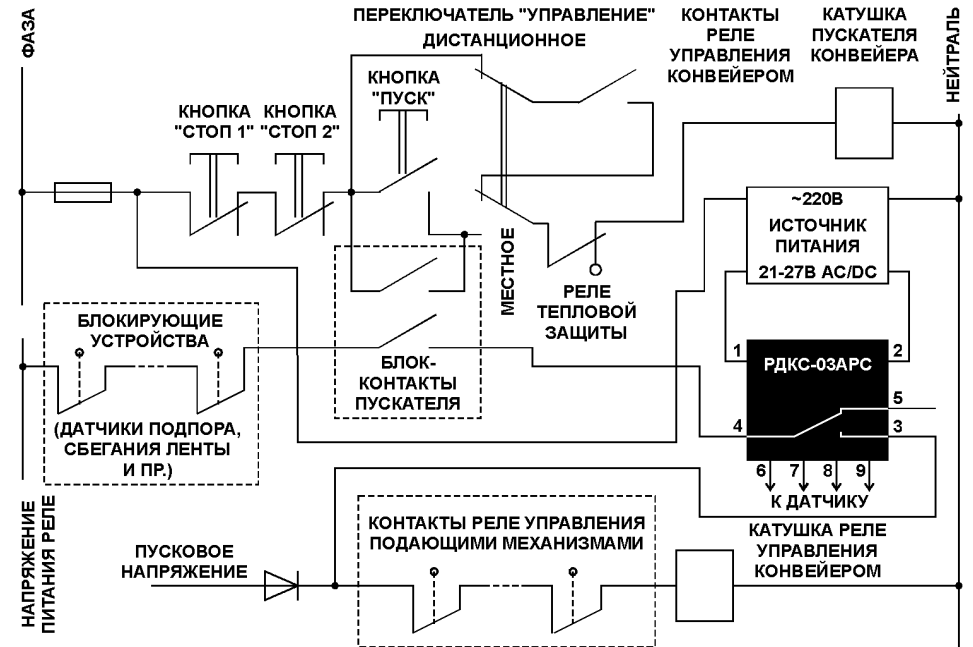 ФАЗА
ПЕРЕКЛЮЧАТЕЛЬ "УПРАВЛЕНИЕ"
ДИСТАНЦИОННОЕ
КОНТАКТЫ
РЕЛЕ
УПРАВЛЕНИЯ
КОНВЕЙЕРОМ
КАТУШКА
ПУСКАТЕЛЯ
КОНВЕЙЕРА
НЕЙТРАЛЬ
КНОПКА
"СТОП 1"
КНОПКА
"СТОП 2"
КНОПКА
"ПУСК"
МЕСТНОЕ
РЕЛЕ
ТЕПЛОВОЙ
ЗАЩИТЫ
~220В
ИСТОЧНИК
ПИТАНИЯ
21-27В AC/DC
БЛОКИРУЮЩИЕ
УСТРОЙСТВА
(ДАТЧИКИ ПОДПОРА,
СБЕГАНИЯ ЛЕНТЫ
И ПР.)
БЛОК-
КОНТАКТЫ
ПУСКАТЕЛЯ
1
2
РДКС-03АРС
5
4
3
6 7 8 9
К ДАТЧИКУ
НАПРЯЖЕНИЕ
ПИТАНИЯ РЕЛЕ
ПУСКОВОЕ
НАПРЯЖЕНИЕ
КОНТАКТЫ РЕЛЕ УПРАВЛЕНИЯ
ПОДАЮЩИМИ МЕХАНИЗМАМИ
КАТУШКА РЕЛЕ
УПРАВЛЕНИЯ
КОНВЕЙЕРОМ